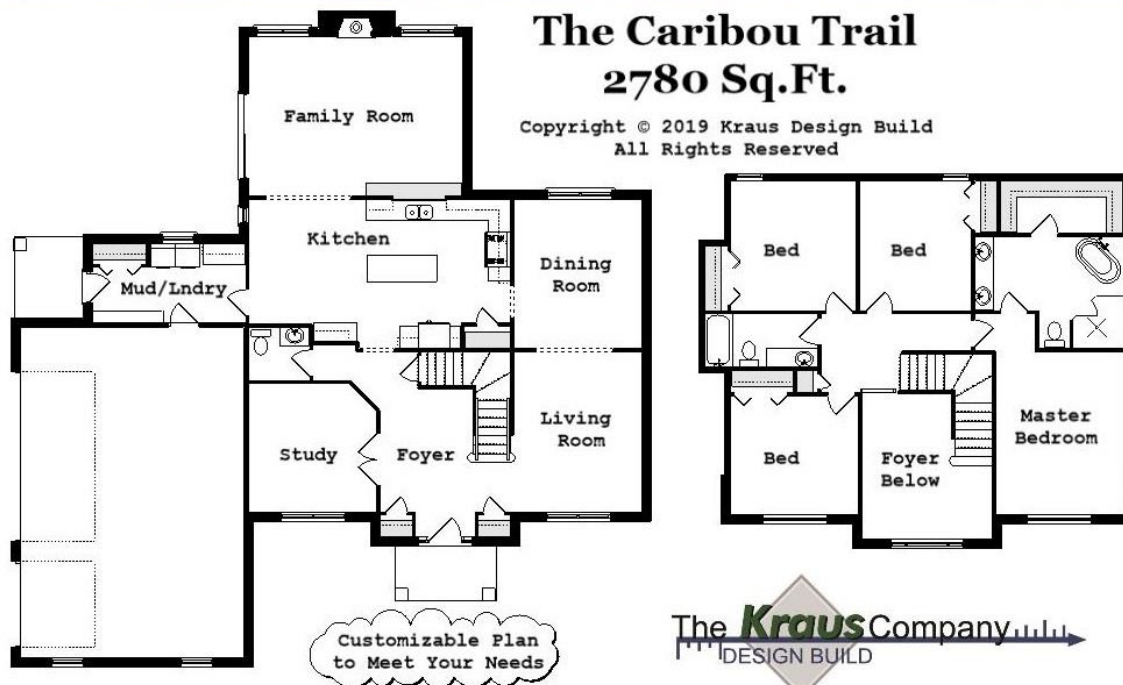 The Caribou Trail
2780 Sq.Ft.
Copyright © 2019 Kraus Design Build
All Rights Reserved
Family Room
Kitchen
Dining
Room
Mud/Lndry
Living
Room
Study
Foyer
Bed
Bed
Bed
Foyer
Below
Master
Bedroom
Customizable Plan
to Meet Your Needs
The Kraus Company
DESIGN BUILD